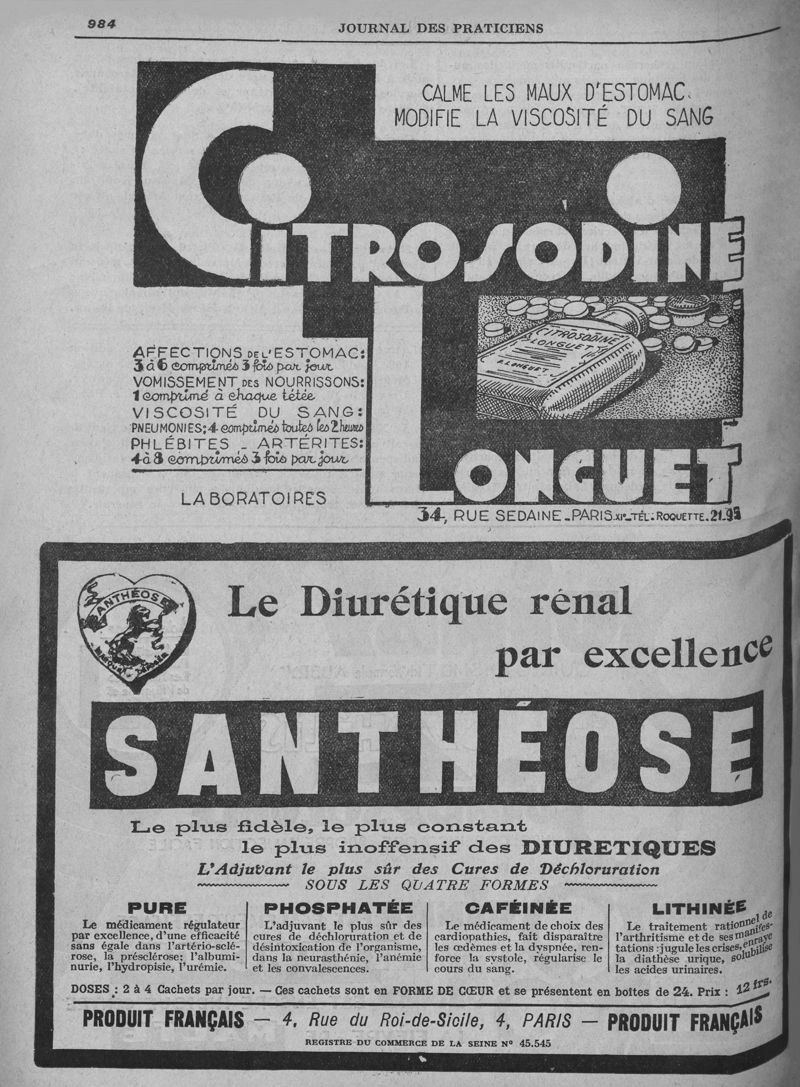 984
JOURNAL DES PRATICIENS
CALME LES MAUX D'ESTOMAC.
MODIFIE LA VISCOSITÉ DU SANG
CITROSODINE
CITROSODINE
LONGUET
LONGUET
AFFECTIONS DE L'ESTOMAC:
3 à 6 comprimés 3 fois par jour
VOMISSEMENT DES NOURRISSONS:
1 comprimé à chaque tétée
VISCOSITÉ DU SANG:
PNEUMONIES: 4 comprimés toutes les 2 heures
PHLÉBITES - ARTÉRITES:
4 à 8 comprimés 3 fois par jour
LABORATOIRES
LONGUET
34, RUE SEDAINE - PARIS XIe - TÉL: ROQUETTE. 21-95
SANTHÉOSE
Le Diurétique rénal
par excellence
SANTHÉOSE
Le plus fidèle, le plus constant
le plus inoffensif des DIURETIQUES
L'Adjuvant le plus sûr des Cures de Déchloruration
SOUS LES QUATRE FORMES
PURE
Le médicament régulateur
par excellence, d'une efficacité
sans égale dans l'artério-sclé-
rose, la présclérose; l'albumi-
nurie, l'hydropisie, l'urémie.
PHOSPHATÉE
L'adjuvant le plus sûr des
cures de déchloruration et de
désintoxication de l'organisme,
dans la neurasthénie, l'anémie
et les convalescences.
CAFÉINÉE
Le médicament de choix des
cardiopathies, fait disparaître
les œdèmes et la dyspnée, ren-
force la systole, régularise le
cours du sang.
LITHINÉE
Le traitement rationnel de
l'arthritisme et de ses manifes-
tations: jugule les crises, enraye
la diathèse urique, solubilise
les acides urinaires.
DOSES : 2 à 4 Cachets par jour. — Ces cachets sont en FORME DE CŒUR et se présentent en boîtes de 24. Prix : 12 frs.
PRODUIT FRANÇAIS — 4, Rue du Roi-de-Sicile, 4, PARIS — PRODUIT FRANÇAIS
REGISTRE DU COMMERCE DE LA SEINE N° 45.545